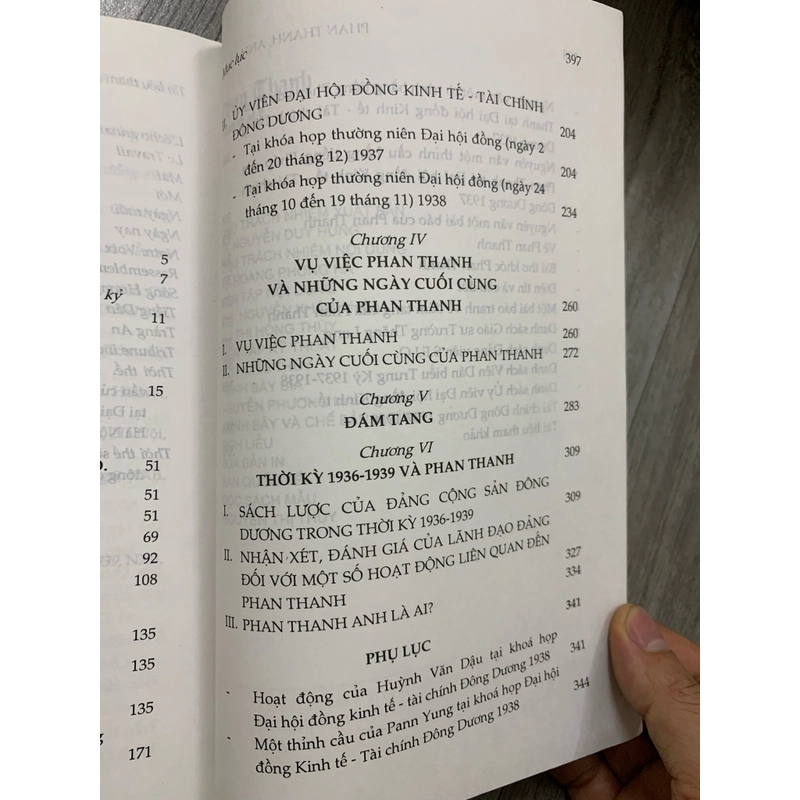 Mục lục
397
II. ỦY VIÊN ĐẠI HỘI ĐỒNG KINH TẾ - TÀI CHÍNH
ĐÔNG DƯƠNG
204
- Tại khóa họp thường niên Đại hội đồng (ngày 2
đến 20 tháng 12) 1937
204
- Tại khóa họp thường niên Đại hội đồng (ngày 24
tháng 10 đến 19 tháng 11) 1938
234
Chương IV
VỤ VIỆC PHAN THANH
VÀ NHỮNG NGÀY CUỐI CÙNG
CỦA PHAN THANH
260
I. VỤ VIỆC PHAN THANH
260
II. NHỮNG NGÀY CUỐI CÙNG CỦA PHAN THANH
272
Chương V
ĐÁM TANG
283
Chương VI
THỜI KỲ 1936-1939 VÀ PHAN THANH
309
I. SÁCH LƯỢC CỦA ĐẢNG CỘNG SẢN ĐÔNG
DƯƠNG TRONG THỜI KỲ 1936-1939
309
II. NHẬN XÉT, ĐÁNH GIÁ CỦA LÃNH ĐẠO ĐẢNG
ĐỐI VỚI MỘT SỐ HOẠT ĐỘNG LIÊN QUAN ĐẾN
327
PHAN THANH
334
III. PHAN THANH ANH LÀ AI?
341
PHỤ LỤC
- Hoạt động của Huỳnh Văn Dậu tại khoá họp
341
Đại hội đồng kinh tế - tài chính Đông Dương 1938
- Một thỉnh cầu của Pann Yung tại khoá họp Đại hội
344
đồng Kinh tế - Tài chính Đông Dương 1938
5
7
kỳ
11
15
51
51
51
69
92
108
135
135
135
171